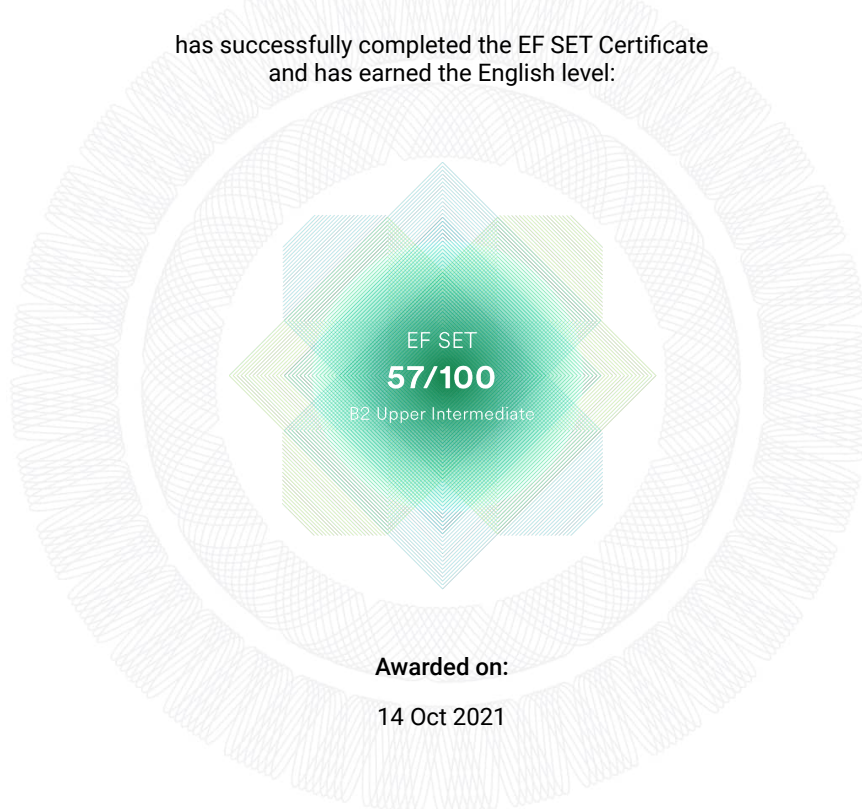 has successfully completed the EF SET Certificate
and has earned the English level:
EF SET
57/100
B2 Upper Intermediate
Awarded on:
14 Oct 2021